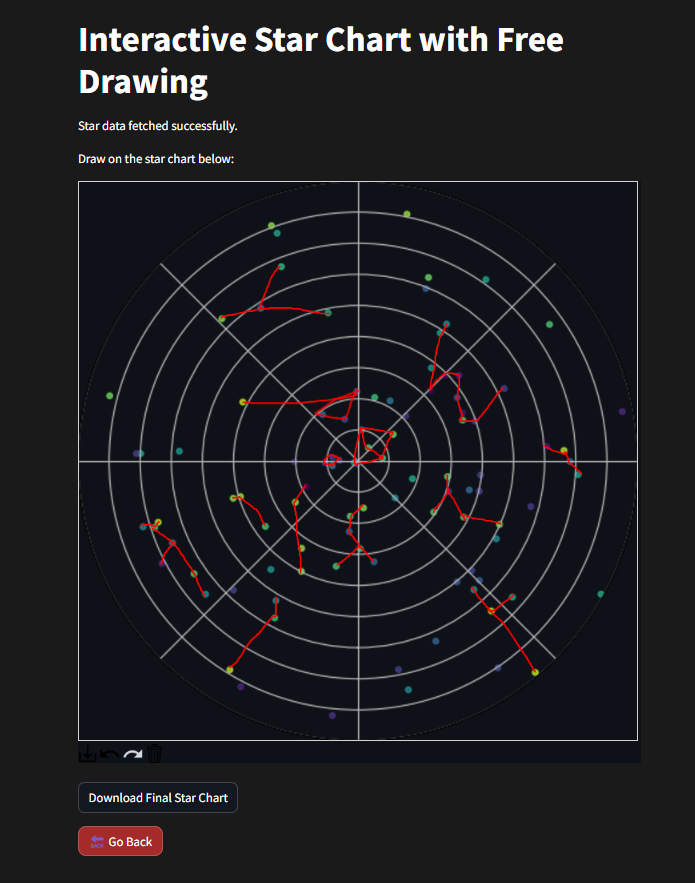 Interactive Star Chart with Free
Drawing
Star data fetched successfully.
Draw on the star chart below:
Download Final Star Chart
BACK Go Back